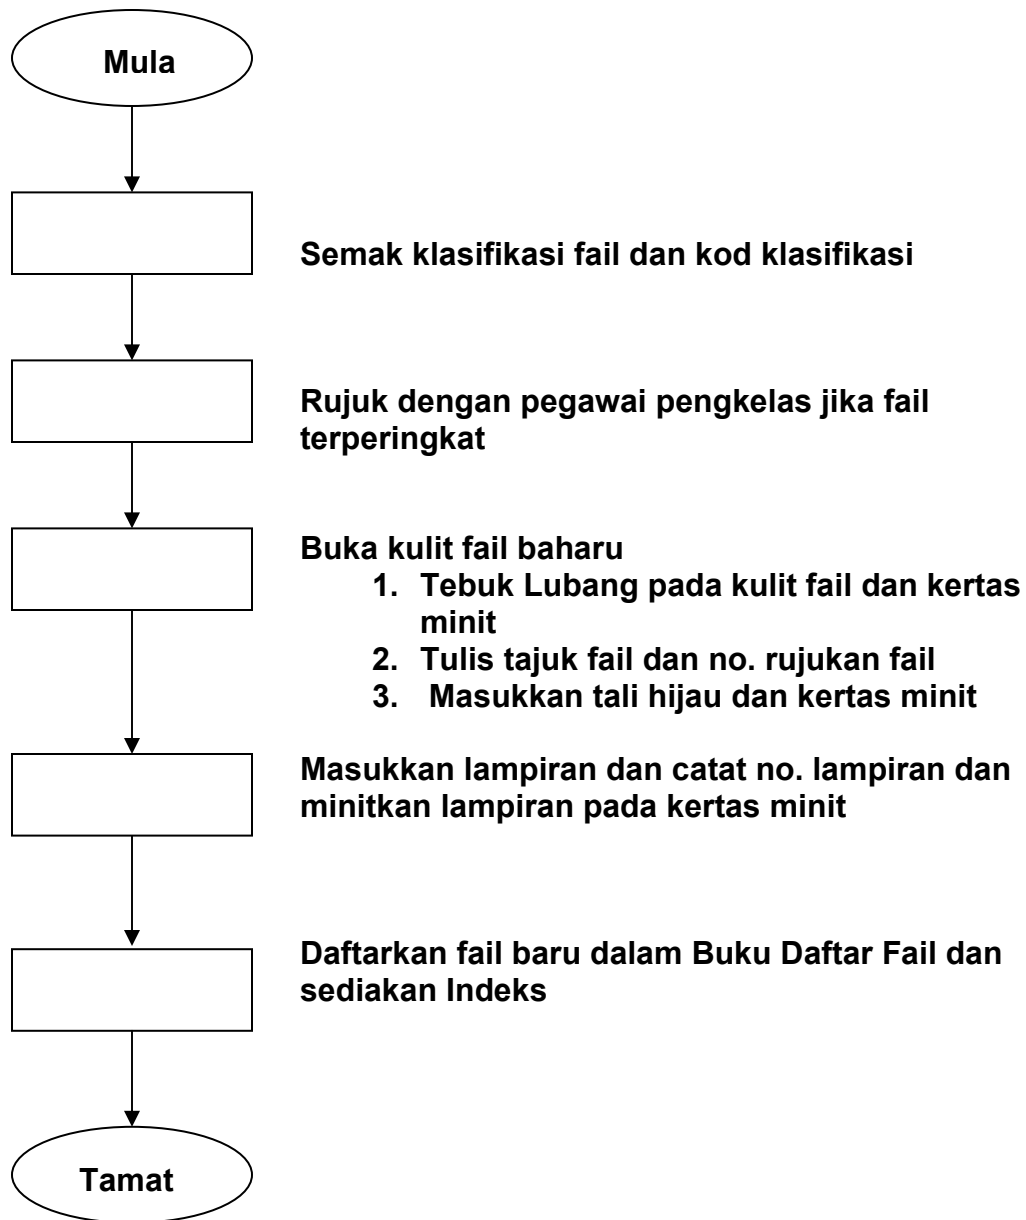 Mula
Semak klasifikasi fail dan kod klasifikasi
Rujuk dengan pegawai pengkelas jika fail
terperingkat
Buka kulit fail baharu
1. Tebuk Lubang pada kulit fail dan kertas
minit
2. Tulis tajuk fail dan no. rujukan fail
3. Masukkan tali hijau dan kertas minit
Masukkan lampiran dan catat no. lampiran dan
minitkan lampiran pada kertas minit
Daftarkan fail baru dalam Buku Daftar Fail dan
sediakan Indeks
Tamat